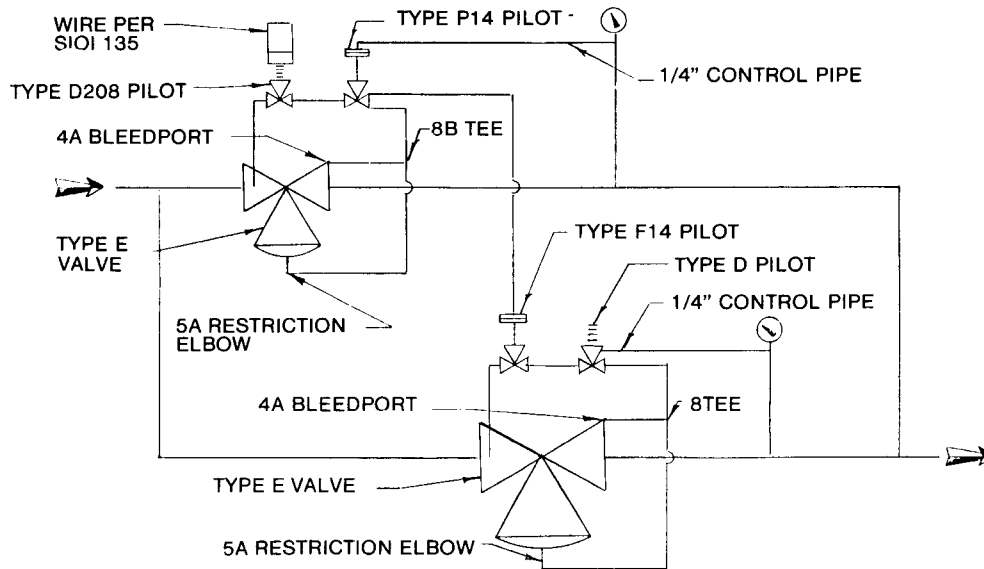 WIRE PER
SIOI 135
TYPE P14 PILOT -
1/4" CONTROL PIPE
TYPE D208 PILOT
4A BLEEDPORT
8B TEE
TYPE E
VALVE
5A RESTRICTION
ELBOW
TYPE F14 PILOT
TYPE D PILOT
1/4" CONTROL PIPE
4A BLEEDPORT
8TEE
TYPE E VALVE
5A RESTRICTION ELBOW